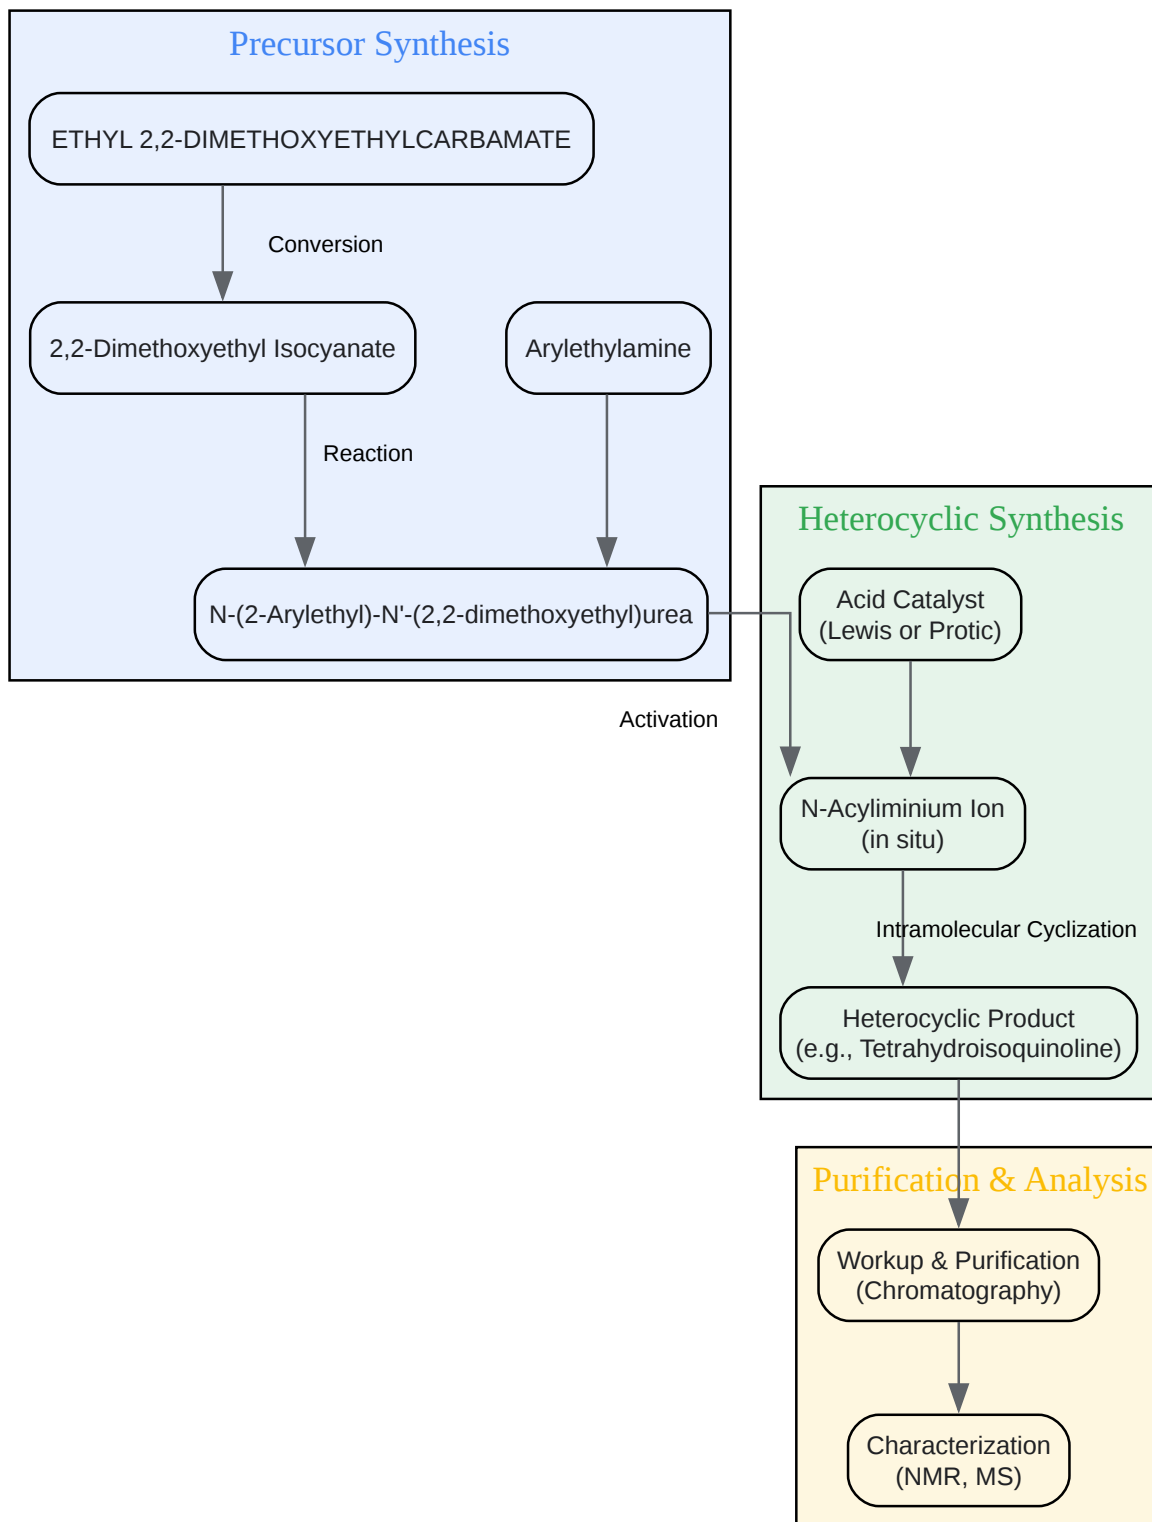 Precursor Synthesis
ETHYL 2,2-DIMETHOXYETHYLCARBAMATE
Conversion
2,2-Dimethoxyethyl Isocyanate
Arylethylamine
Reaction
N-(2-Arylethyl)-N'-(2,2-dimethoxyethyl)urea
Activation
Heterocyclic Synthesis
Acid Catalyst
(Lewis or Protic)
N-Acyliminium Ion
(in situ)
Intramolecular Cyclization
Heterocyclic Product
(e.g., Tetrahydroisoquinoline)
Purification & Analysis
Workup & Purification
(Chromatography)
Characterization
(NMR, MS)